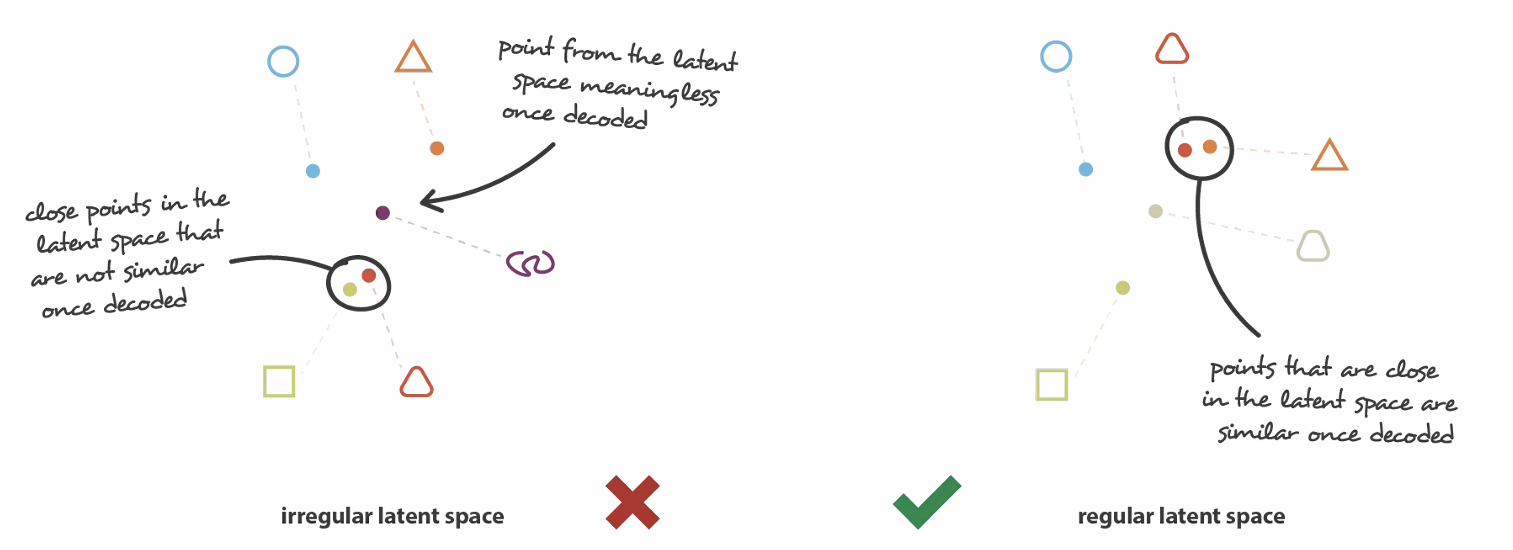 point from the latent
space meaningless
once decoded
close points in the
latent space that
are not similar
once decoded
points that are close
in the latent space are
similar once decoded
irregular latent space
regular latent space